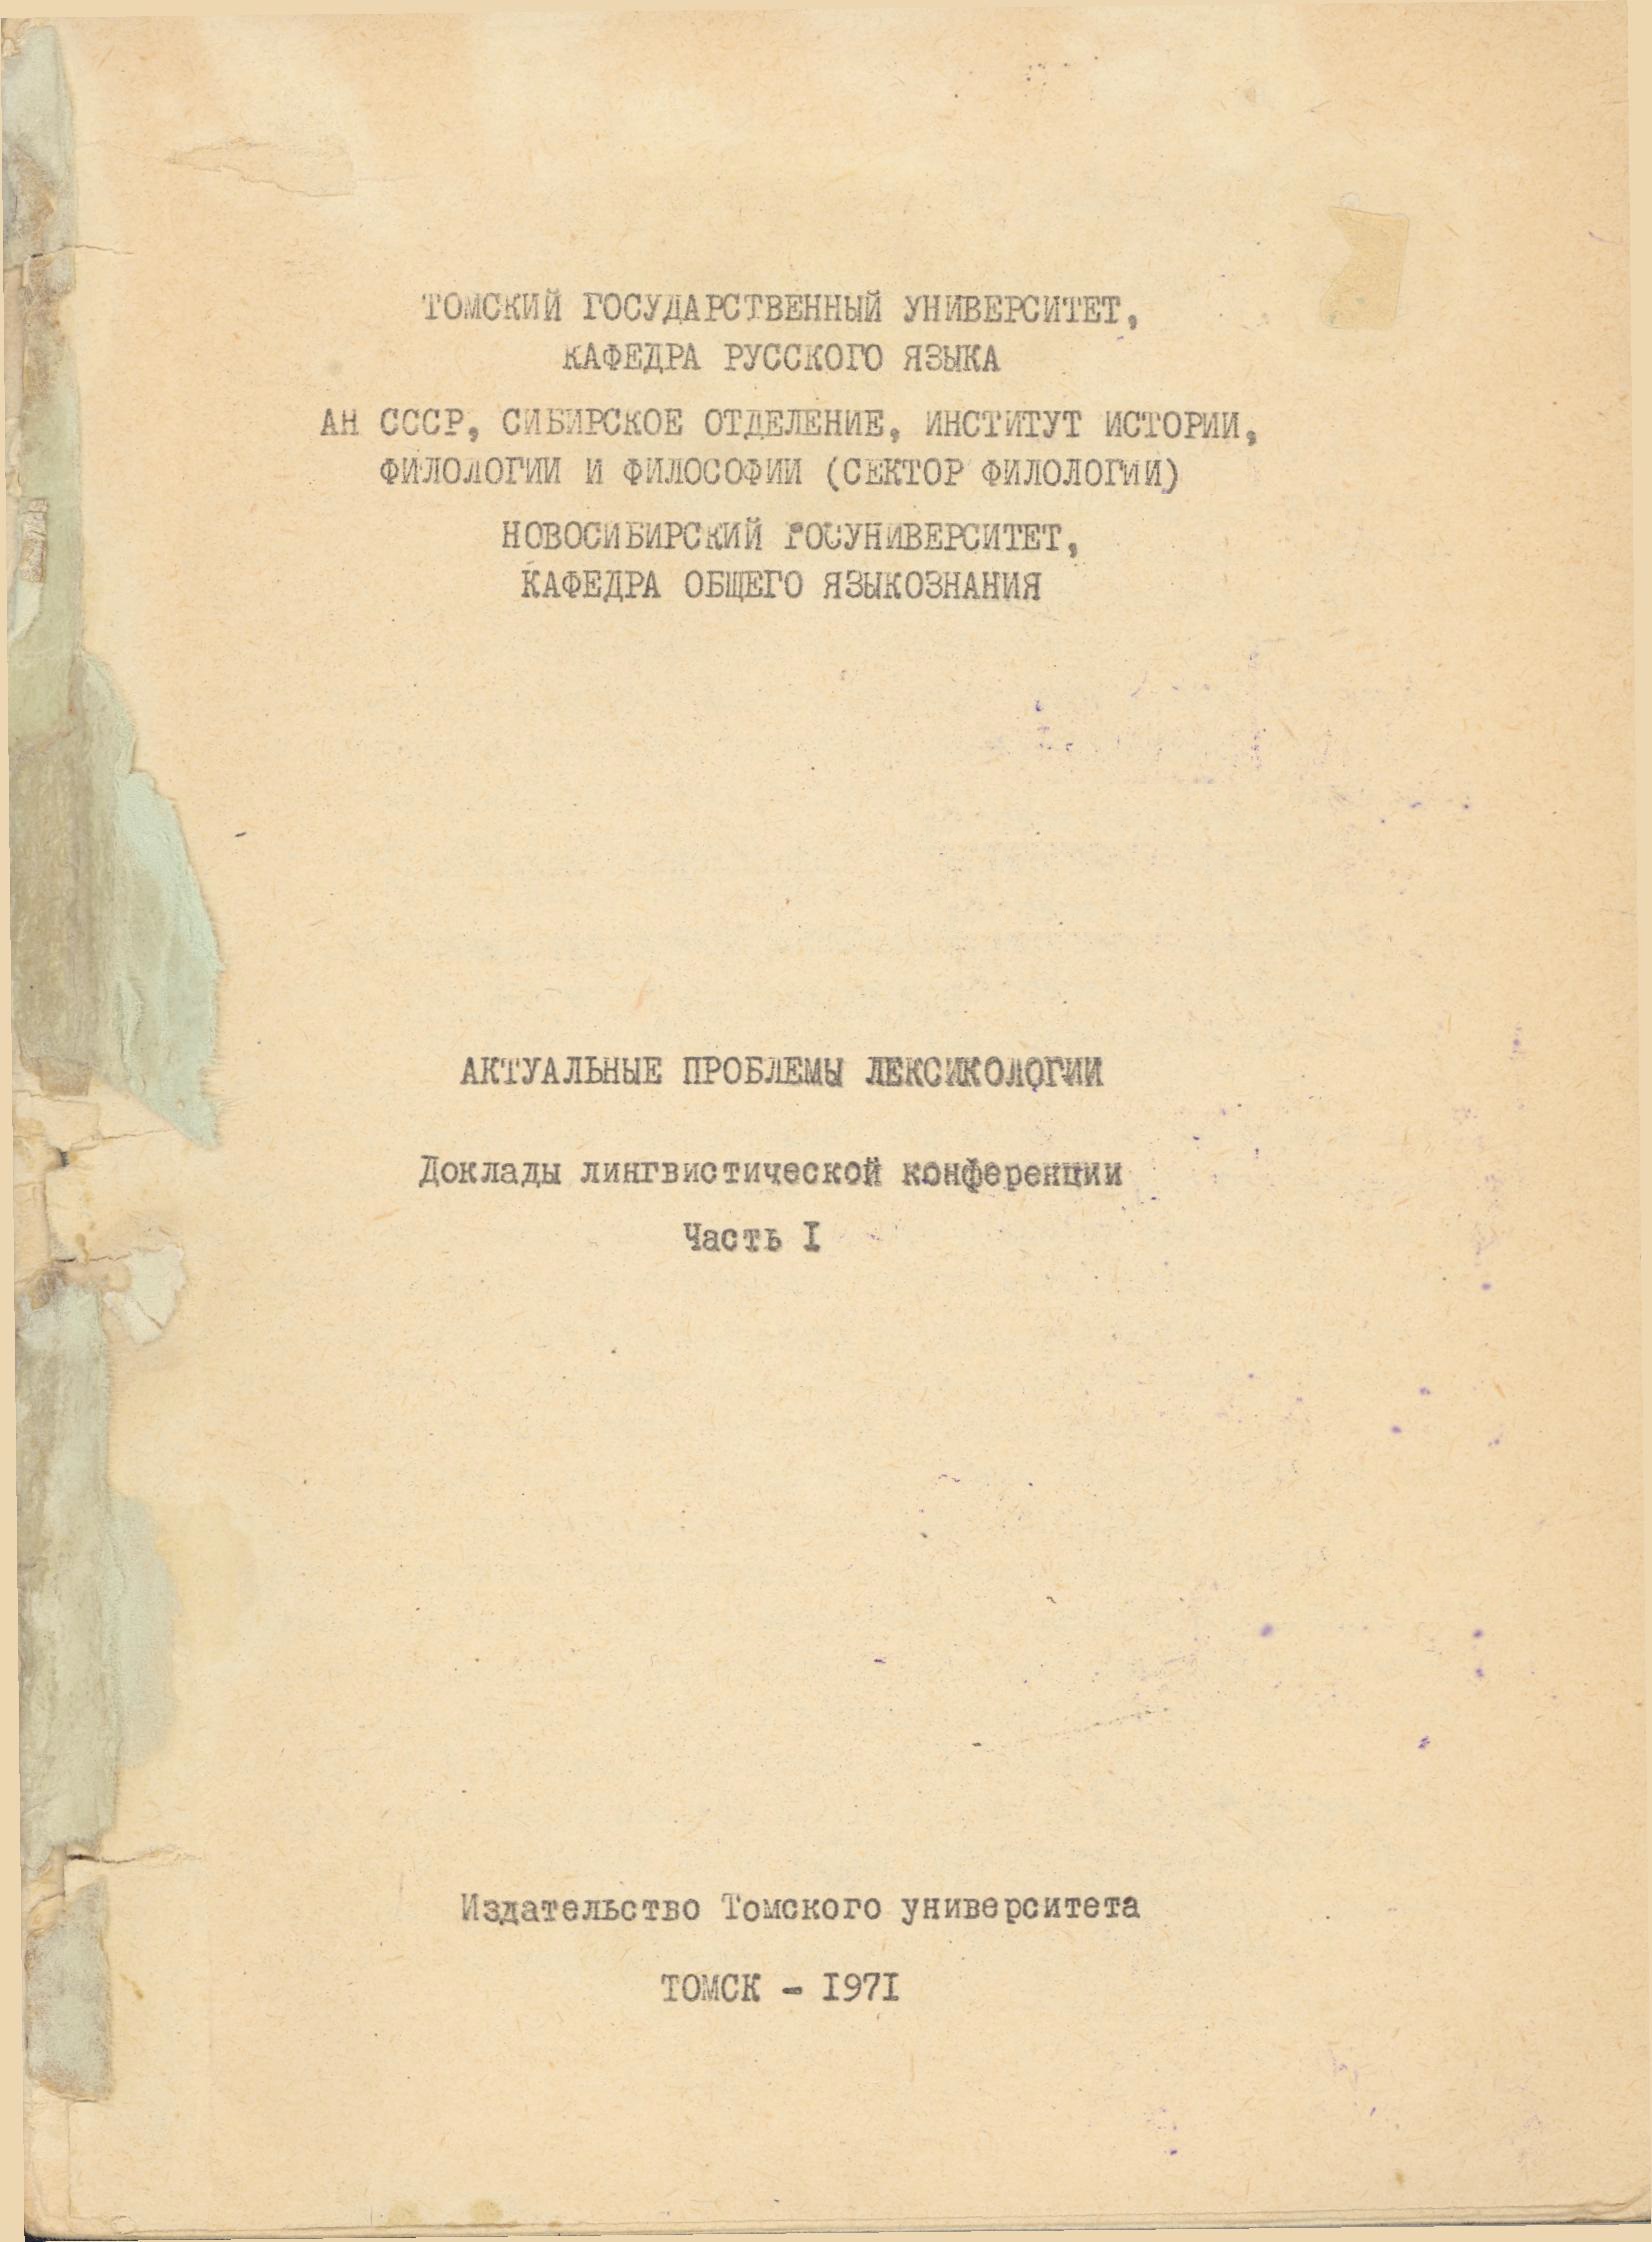 ТОМСКИЙ ГОСУДАРСТВЕННЫЙ УНИВЕРСИТЕТ,
КАФЕДРА РУССКОГО ЯЗЫКА
АН СССР, СИБИРСКОЕ ОТДЕЛЕНИЕ, ИНСТИТУТ ИСТОРИИ,
ФИЛОЛОГИИ И ФИЛОСОФИИ (СЕКТОР ФИЛОЛОГИИ)
НОВОСИБИРСКИЙ ГОСУНИВЕРСИТЕТ,
КАФЕДРА ОБЩЕГО ЯЗЫКОЗНАНИЯ
АКТУАЛЬНЫЕ ПРОБЛЕМЫ ЛЕКСИКОЛОГИИ
Доклады лингвистической конференции
Часть I
Издательство Томского университета
ТОМСК - 1971